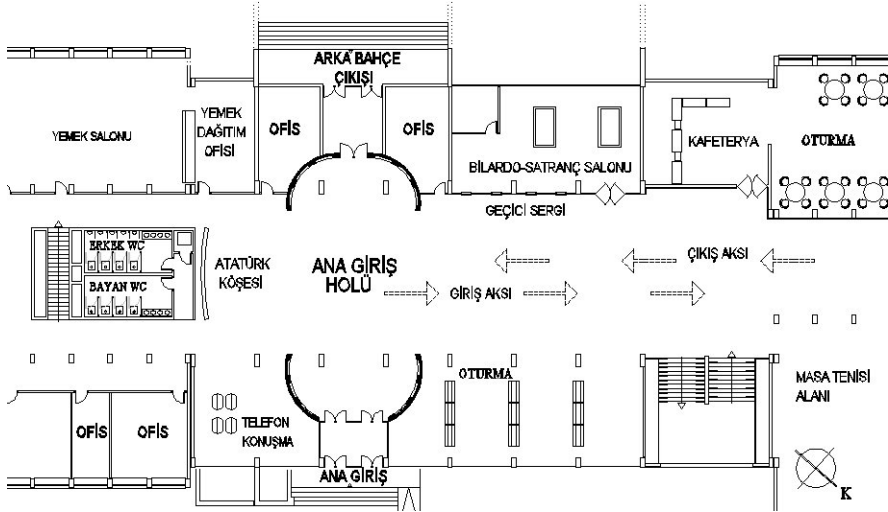 ARKA BAHÇE
ÇIKIŞI
YEMEK SALONU
YEMEK
DAĞITIM
OFİSİ
OFİS
OFİS
BİLARDO-SATRANÇ SALONU
KAFETERYA
OTURMA
GEÇİCİ SERGİ
ERKEK WC
BAYAN WC
ATATÜRK
KÖŞESİ
ANA GİRİŞ
HOLÜ
GİRİŞ AKSI
ÇIKIŞ AKSI
OTURMA
MASA TENİSİ
ALANI
OFİS
OFİS
TELEFON
KONUŞMA
ANA GİRİŞ
K